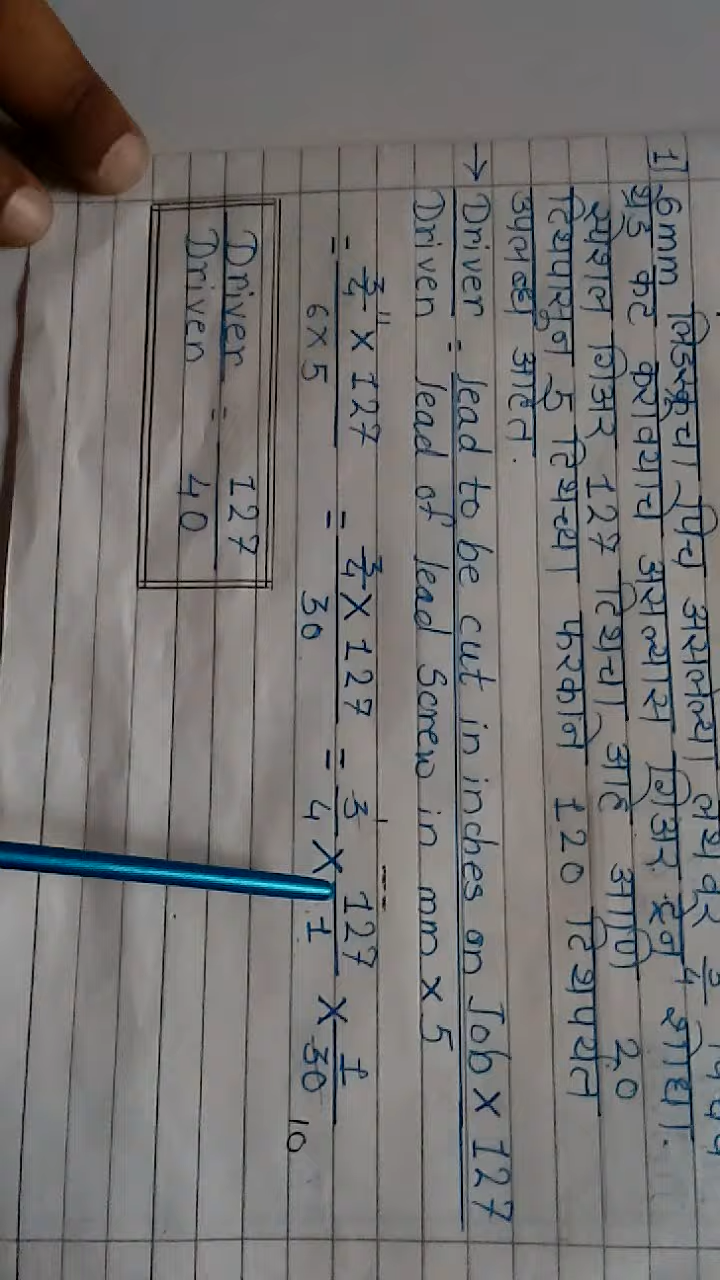 1] 6mm लिडस्क्रूचा पिच असलेल्या लेथवर 3/4
थ्रेड कट करावयाचे असल्यास गिअर ट्रेन शोधा.
स्पेशल गिअर 127 टिथचा आहे आणि 20
टिथपासून 5 टिथच्या फरकाने 120 टिथपर्यंत
उपलब्ध आहेत.
→ Driver / Driven = lead to be cut in inches on Job × 127 / lead of lead Screw in mm × 5
= 3/4" × 127 / 6 × 5 = 3/4 × 127 / 30 = 3/4 × 127/1 × 1/30 10
Driver / Driven = 127 / 40